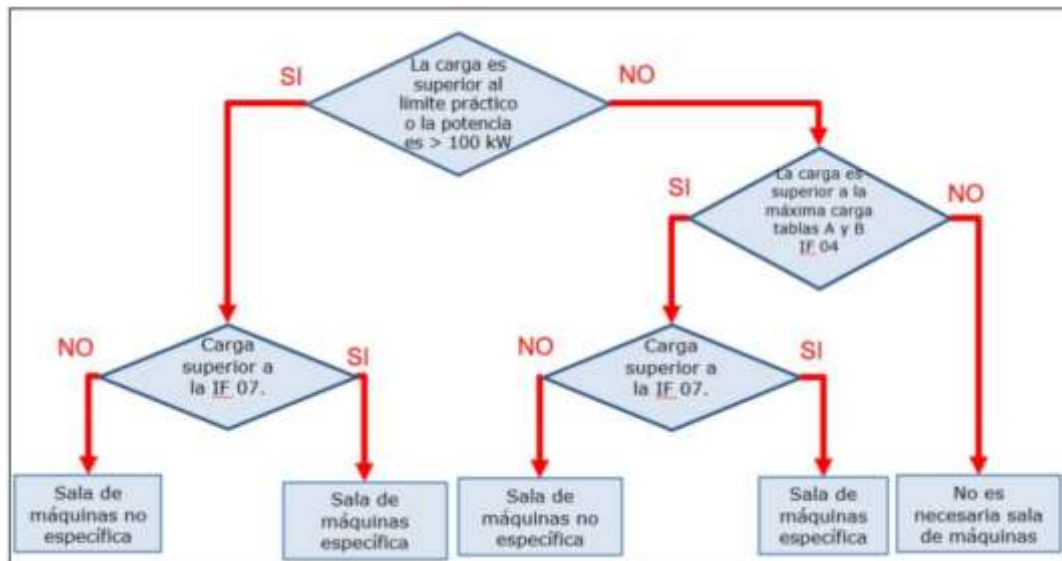 SI
La carga es
superior al
límite práctico
o la potencia
es > 100 kW
NO
SI
La carga es
superior a la
máxima carga
tablas A y B
IF 04
NO
NO
Carga
superior a
la IF 07.
SI
NO
Carga
superior a
la IF 07.
SI
Sala de
máquinas no
específica
Sala de
máquinas
específica
Sala de
máquinas no
específica
Sala de
máquinas
específica
No es
necesaria sala
de máquinas